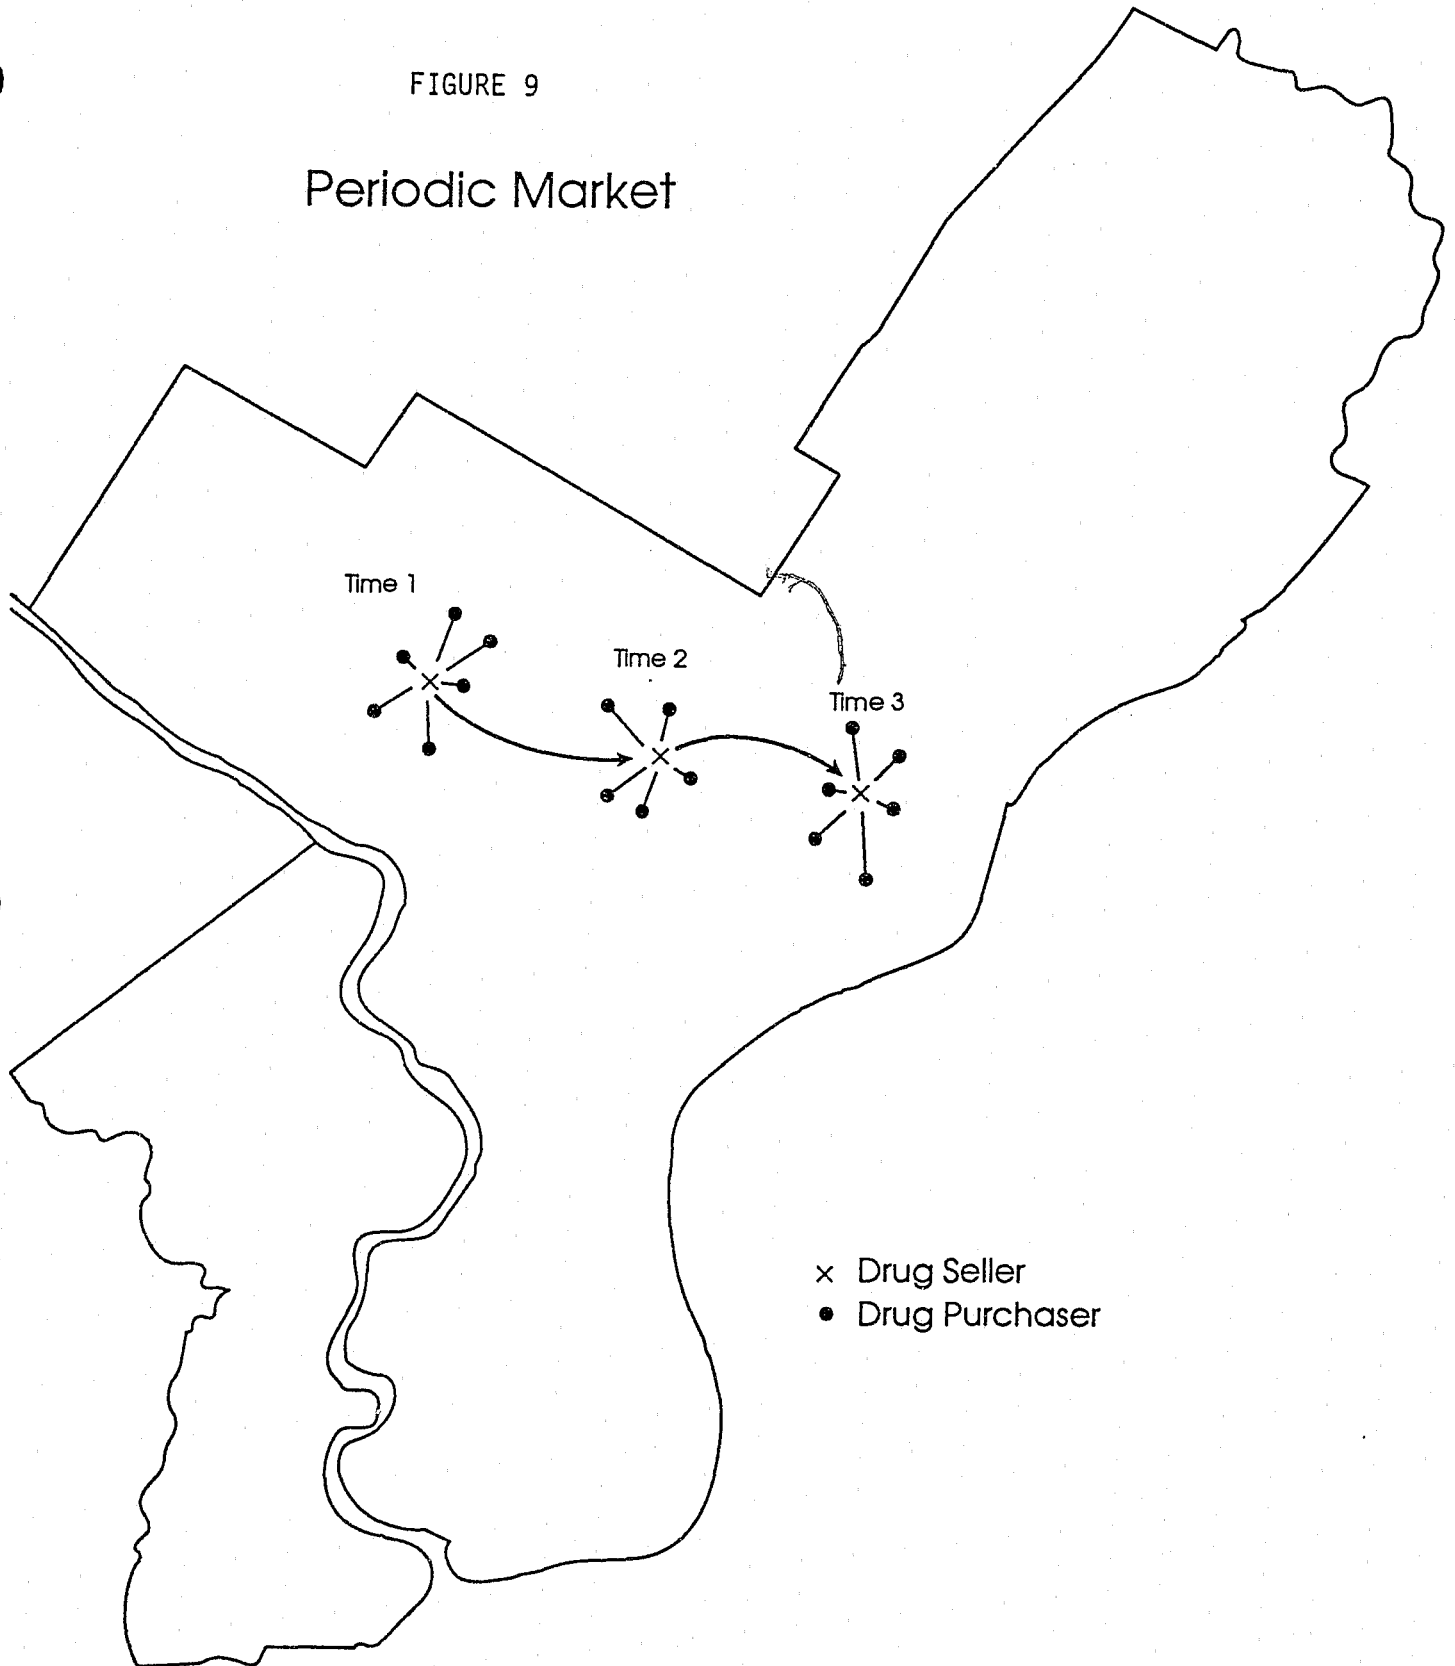 FIGURE 9
Periodic Market
Time 1
Time 2
Time 3
× Drug Seller
● Drug Purchaser